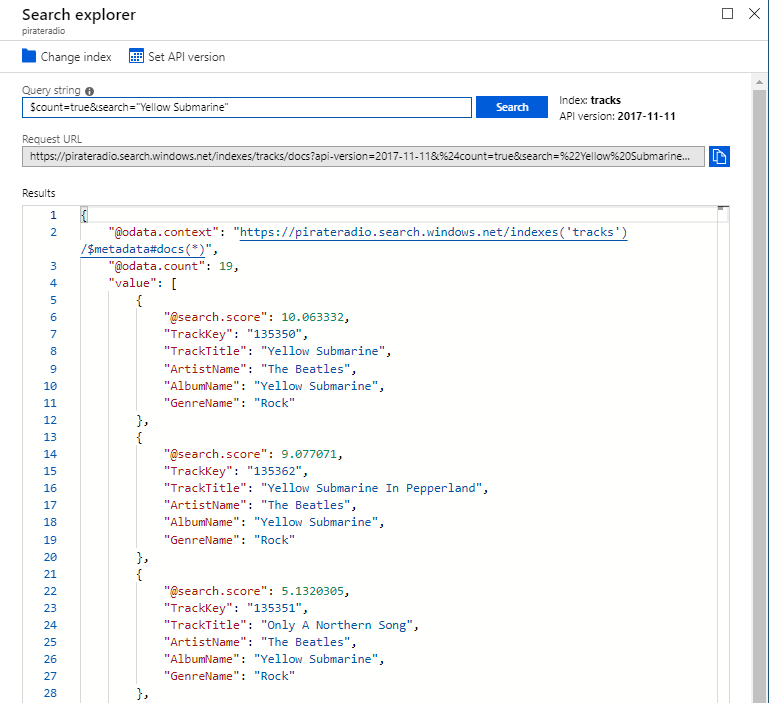 Search explorer
pirateradio
Change index
Set API version
Query string
$count=true&search="Yellow Submarine"
Search
Index: tracks
API version: 2017-11-11
Request URL
https://pirateradio.search.windows.net/indexes/tracks/docs?api-version=2017-11-11&%24count=true&search=%22Yellow%20Submarine...
Results
1 {
2 "@odata.context": "https://pirateradio.search.windows.net/indexes('tracks')
/$metadata#docs(*)",
3 "@odata.count": 19,
4 "value": [
5 {
6 "@search.score": 10.063332,
7 "TrackKey": "135350",
8 "TrackTitle": "Yellow Submarine",
9 "ArtistName": "The Beatles",
10 "AlbumName": "Yellow Submarine",
11 "GenreName": "Rock"
12 },
13 {
14 "@search.score": 9.077071,
15 "TrackKey": "135362",
16 "TrackTitle": "Yellow Submarine In Pepperland",
17 "ArtistName": "The Beatles",
18 "AlbumName": "Yellow Submarine",
19 "GenreName": "Rock"
20 },
21 {
22 "@search.score": 5.1320305,
23 "TrackKey": "135351",
24 "TrackTitle": "Only A Northern Song",
25 "ArtistName": "The Beatles",
26 "AlbumName": "Yellow Submarine",
27 "GenreName": "Rock"
28 },